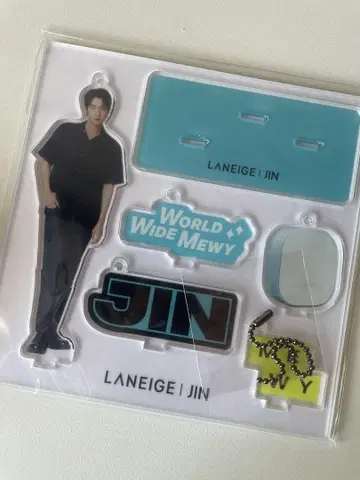 LANEIGE | JIN
WORLD
WIDE MEWY
JIN
LANEIGE | JIN